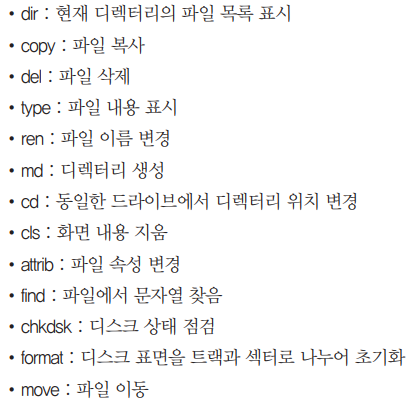 • dir : 현재 디렉터리의 파일 목록 표시
• copy : 파일 복사
• del : 파일 삭제
• type : 파일 내용 표시
• ren : 파일 이름 변경
• md : 디렉터리 생성
• cd : 동일한 드라이브에서 디렉터리 위치 변경
• cls : 화면 내용 지움
• attrib : 파일 속성 변경
• find : 파일에서 문자열 찾음
• chkdsk : 디스크 상태 점검
• format : 디스크 표면을 트랙과 섹터로 나누어 초기화
• move : 파일 이동